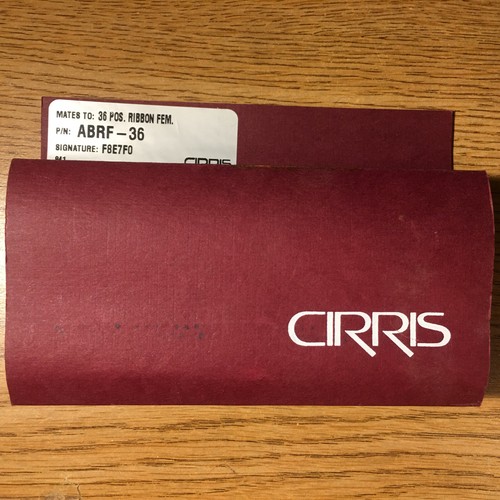 MATES TO: 36 POS. RIBBON FEM.
P/N: ABRF-36
SIGNATURE: F8E7F0
CIRRIS
CIRRIS